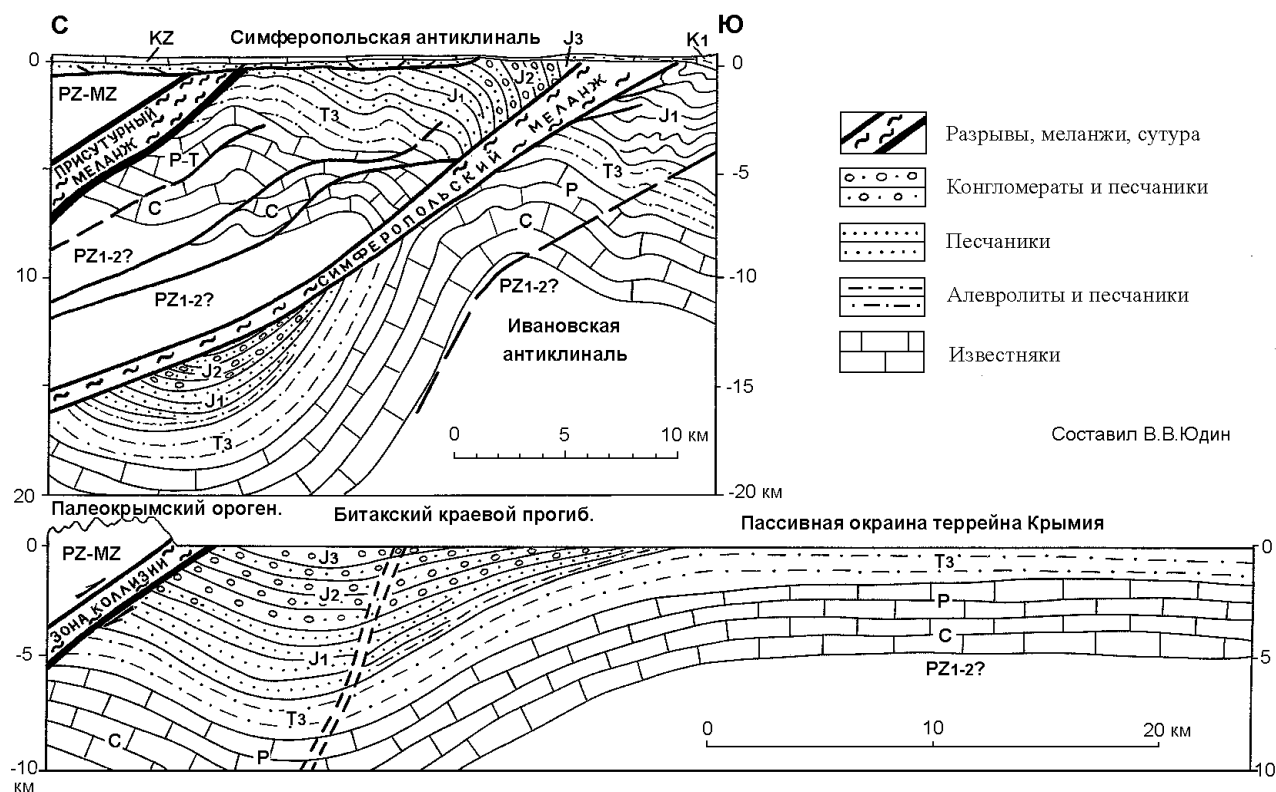 С Ю
KZ Симферопольская антиклиналь J3 K1
0 0
PZ-MZ
ПРИСУТУРНЫЙ
МЕЛАНЖ
P-T
T3
J1
J2
СИМФЕРОПОЛЬСКИЙ МЕЛАНЖ
J1
T3
-5
5
P
C
C
C
PZ1-2?
10
-10
PZ1-2?
PZ1-2?
Ивановская
антиклиналь
J2
J1
-15
15
T3
0 5 10 км
20
-20 км
Разрывы, меланжи, сутура
Конгломераты и песчаники
Песчаники
Алевролиты и песчаники
Известняки
Составил В.В.Юдин
Палеокрымский ороген. Битакский краевой прогиб. Пассивная окраина террейна Крымия
0 0
PZ-MZ
ЗОНА КОЛЛИЗИИ
J3
J2
J1
T3
C
P
T3
P
C
PZ1-2?
-5 5
0 10 20 км
-10 10
км